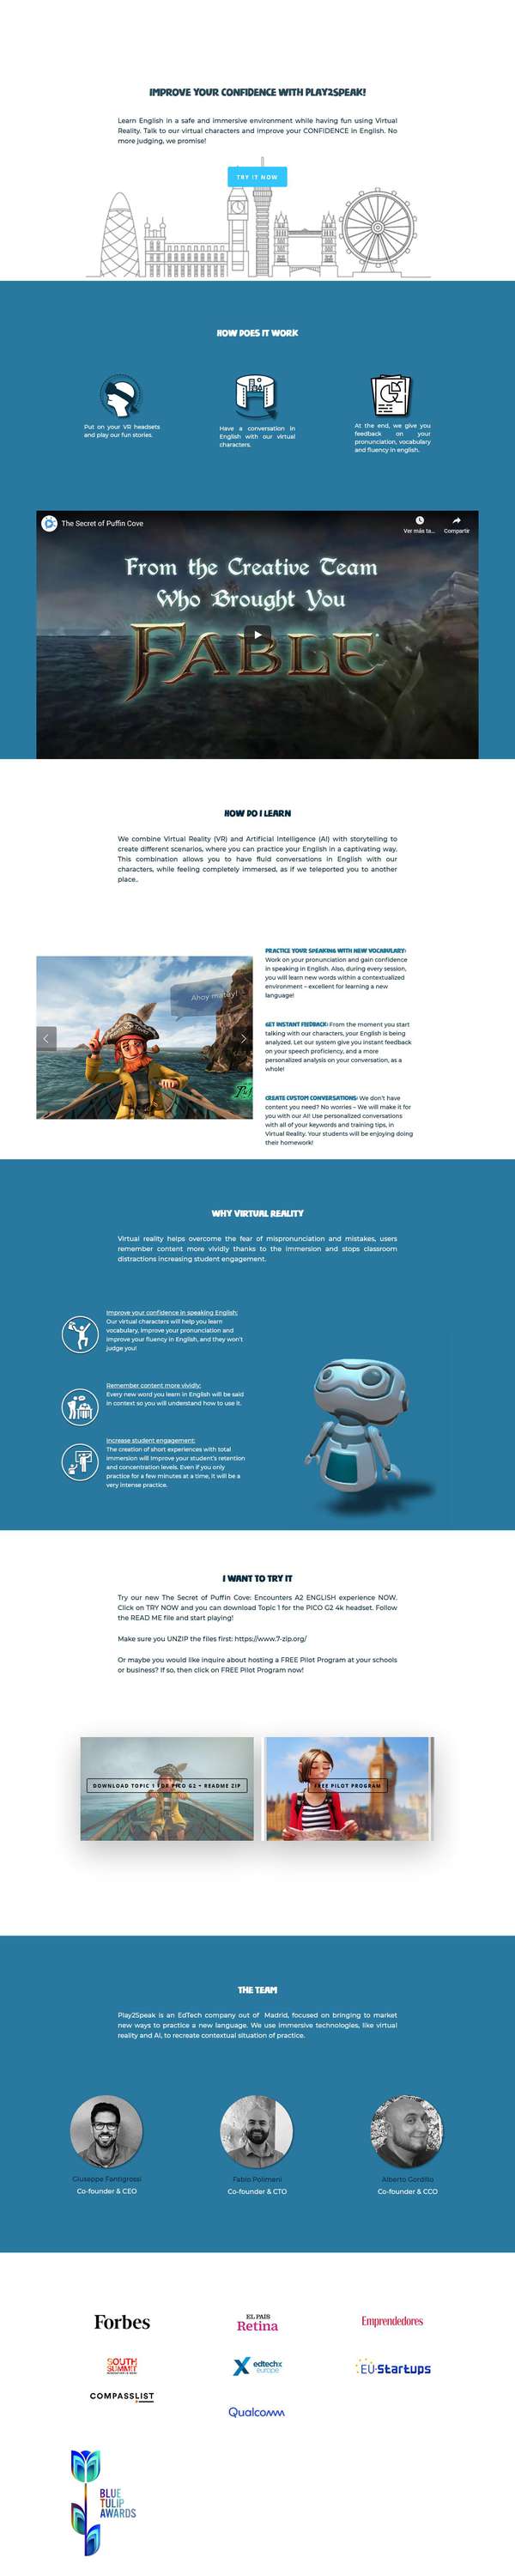 IMPROVE YOUR CONFIDENCE WITH PLAY2SPEAK!
Learn English in a safe and immersive environment while having fun using Virtual
Reality. Talk to our virtual characters and improve your CONFIDENCE in English. No
more judging, we promise!
TRY IT NOW
HOW DOES IT WORK
Put on your VR headsets
and play our fun stories.
Have a conversation in
English with our virtual
characters.
At the end, we give you
feedback on your
pronunciation, vocabulary
and fluency in english.
The Secret of Puffin Cove
Ver más ta...
Compartir
From the Creative Team
Who Brought You
FABLE
HOW DO I LEARN
We combine Virtual Reality (VR) and Artificial Intelligence (AI) with storytelling to
create different scenarios, where you can practice your English in a captivating way.
This combination allows you to have fluid conversations in English with our
characters, while feeling completely immersed, as if we teleported you to another
place..
Ahoy matey!
PRACTICE YOUR SPEAKING WITH NEW VOCABULARY:
Work on your pronunciation and gain confidence
in speaking in English. Also, during every session,
you will learn new words within a contextualized
environment - excellent for learning a new
language!
GET INSTANT FEEDBACK: From the moment you start
talking with our characters, your English is being
analyzed. Let our system give you instant feedback
on your speech proficiency, and a more
personalized analysis on your conversation, as a
whole!
CREATE CUSTOM CONVERSATIONS: We don't have
content you need? No worries – We will make it for
you with our AI! Use personalized conversations
with all of your keywords and training tips, in
Virtual Reality. Your students will be enjoying doing
their homework!
WHY VIRTUAL REALITY
Virtual reality helps overcome the fear of mispronunciation and mistakes, users
remember content more vividly thanks to the immersion and stops classroom
distractions increasing student engagement.
Improve your confidence in speaking English:
Our virtual characters will help you learn
vocabulary, improve your pronunciation and
improve your fluency in English, and they won't
judge you!
Remember content more vividly:
Every new word you learn in English will be said
in context so you will understand how to use it.
Increase student engagement:
The creation of short experiences with total
immersion will improve your student's retention
and concentration levels. Even if you only
practice for a few minutes at a time, it will be a
very intense practice.
I WANT TO TRY IT
Try our new The Secret of Puffin Cove: Encounters A2 ENGLISH experience NOW.
Click on TRY NOW and you can download Topic 1 for the PICO G2 4k headset. Follow
the READ ME file and start playing!
Make sure you UNZIP the files first: https://www.7-zip.org/
Or maybe you would like inquire about hosting a FREE Pilot Program at your schools
or business? If so, then click on FREE Pilot Program now!
DOWNLOAD TOPIC 1 FOR PICO G2 + README ZIP
FREE PILOT PROGRAM
THE TEAM
Play2Speak is an EdTech company out of Madrid, focused on bringing to market
new ways to practice a new language. We use immersive technologies, like virtual
reality and AI, to recreate contextual situation of practice.
Giuseppe Fantigrossi
Fabio Polimeni
Alberto Gordillo
Co-founder & CEO
Co-founder & CTO
Co-founder & CCO
Forbes
EL PAIS
Retina
Emprendedores
SOUTH
SUMMIT
edtechx
europe
EU-Startups
COMPASSLIST
Qualcomm
BLUE
TULIP
AWARDS